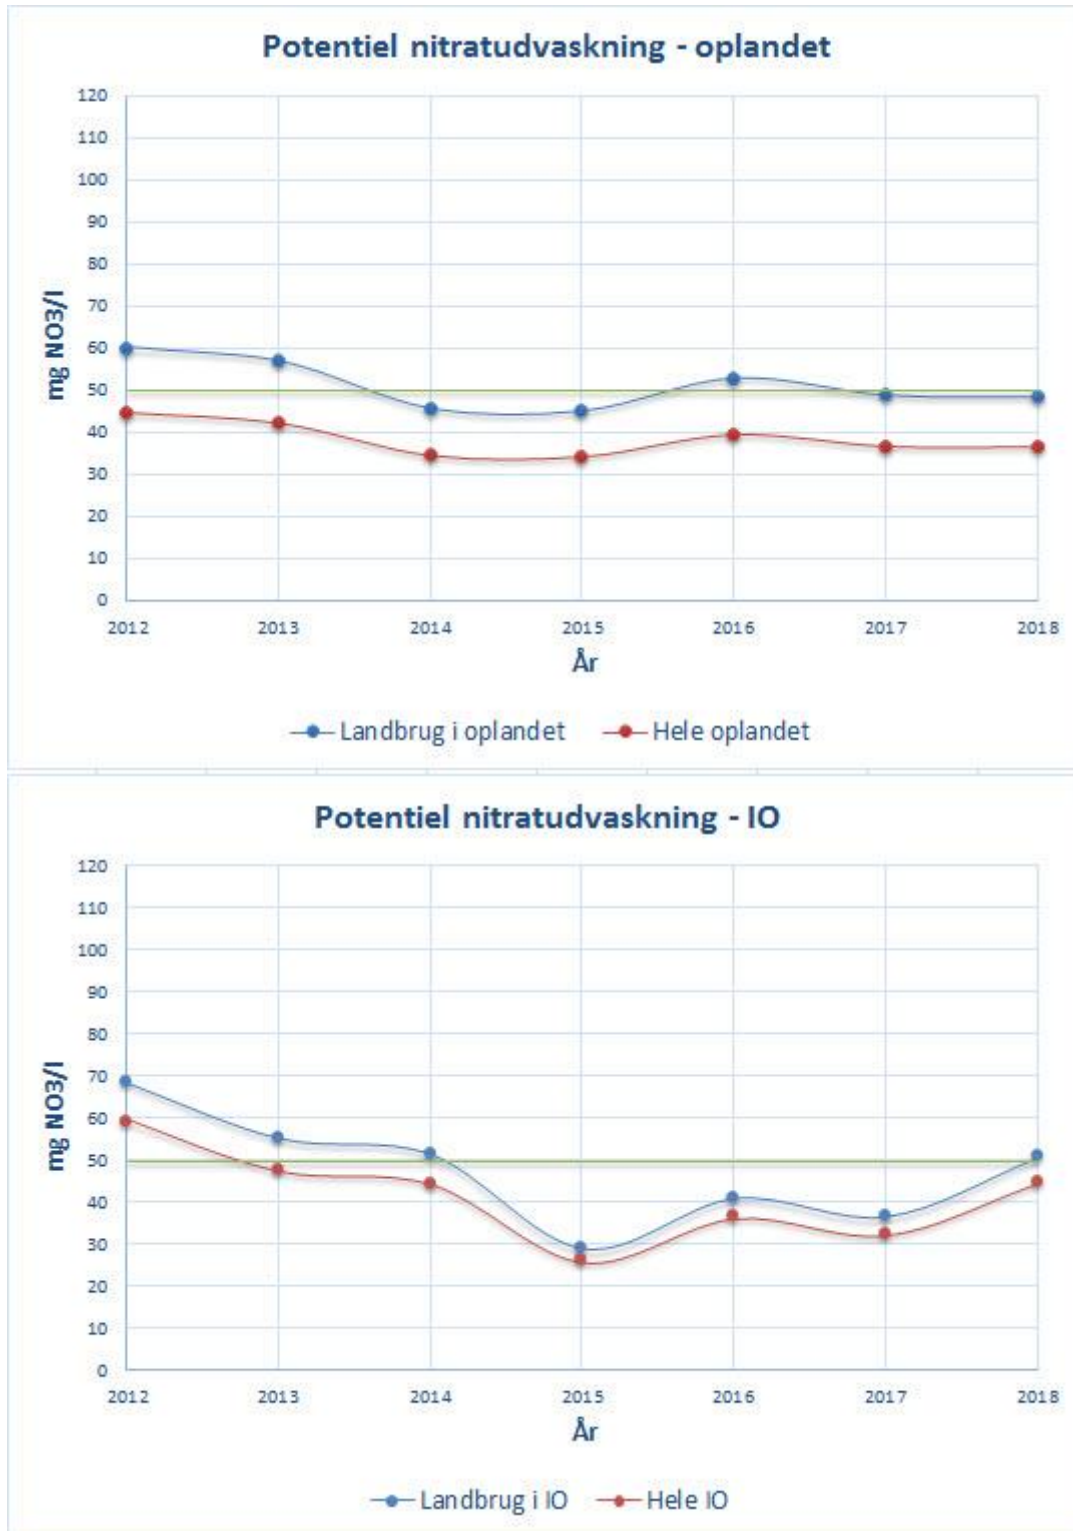 Potentiel nitratudvaskning - oplandet
120
110
100
90
80
70
60
50
40
30
20
10
0
mg NO3/l
2012 2013 2014 2015 2016 2017 2018
År
Landbrug i oplandet Hele oplandet
Potentiel nitratudvaskning - IO
120
110
100
90
80
70
60
50
40
30
20
10
0
mg NO3/l
2012 2013 2014 2015 2016 2017 2018
År
Landbrug i IO Hele IO